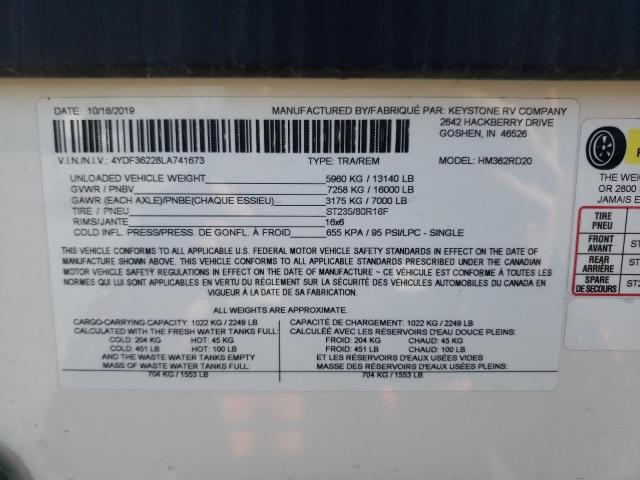 DATE: 10/16/2019
MANUFACTURED BY/FABRIQUÉ PAR: KEYSTONE RV COMPANY
2642 HACKBERRY DRIVE
GOSHEN, IN 46526
V.I.N./N.I.V.: 4YDF36228LA741673 TYPE: TRA/REM MODEL: HM362RD20
UNLOADED VEHICLE WEIGHT: 5960 KG / 13140 LB
GVWR / PNBV 7258 KG / 16000 LB
GAWR (EACH AXLE)/PNBE(CHAQUE ESSIEU) 3175 KG / 7000 LB
TIRE / PNEU ST235/80R16F
RIMS/JANTE 16x6
COLD INFL. PRESS/PRESS. DE GONFL. À FROID: 655 KPA / 95 PSI/LPC - SINGLE
THIS VEHICLE CONFORMS TO ALL APPLICABLE U.S. FEDERAL MOTOR VEHICLE SAFETY STANDARDS IN EFFECT ON THE DATE OF
MANUFACTURE SHOWN ABOVE. THIS VEHICLE CONFORMS TO ALL APPLICABLE STANDARDS PRESCRIBED UNDER THE CANADIAN
MOTOR VEHICLE SAFETY REGULATIONS IN EFFECT ON THE DATE OF MANUFACTURE ~ CE VÉHICULE EST CONFORME À TOUTES LES
NORMES QUI LUI SONT APPLICABLES EN VERTU DU RÈGLEMENT SUR LA SÉCURITÉ DES VÉHICULES AUTOMOBILES DU CANADA EN
VIGUEUR À LA DATE DE SA FABRICATION.
ALL WEIGHTS ARE APPROXIMATE.
CARGO-CARRYING CAPACITY: 1022 KG / 2249 LB
CALCULATED WITH THE FRESH WATER TANKS FULL:
COLD: 204 KG HOT: 45 KG
COLD: 451 LB HOT: 100 LB
AND THE WASTE WATER TANKS EMPTY
MASS OF WASTE WATER TANKS FULL:
704 KG / 1553 LB
CAPACITÉ DE CHARGEMENT: 1022 KG / 2249 LB
CALCULÉE AVEC LES RÉSERVOIRS D'EAU DOUCE PLEINS:
FROID: 204 KG CHAUD: 45 KG
FROID: 451 LB CHAUD: 100 LB
ET LES RÉSERVOIRS D'EAUX USÉES VIDES
MASSE DES RÉSERVOIRS D'EAUX USÉES PLEINS:
704 KG / 1553 LB
THE WEI
OR 2800
JAMAIS E
TIRE
PNEU
FRONT
AVANT
ST
REAR
ARRIÈRE
ST
SPARE
DE SECOURS
ST2